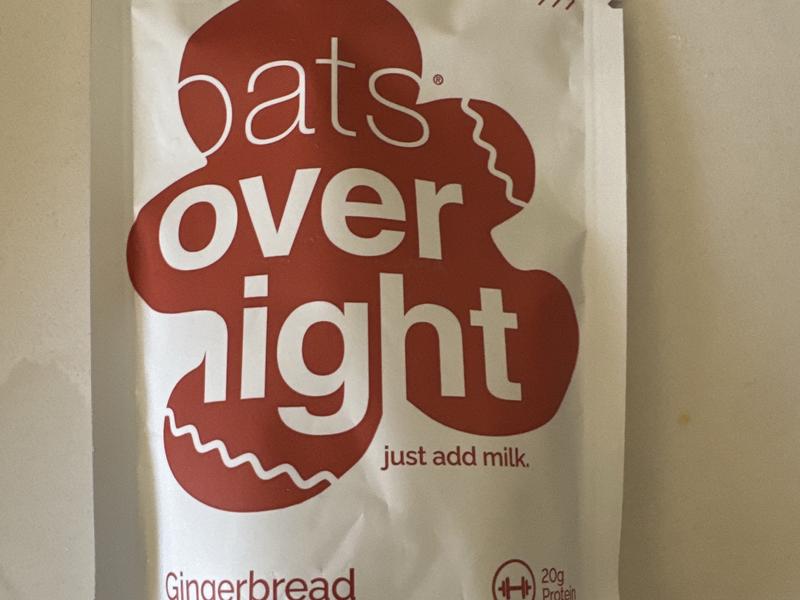 oats®
over
night
just add milk.
Gingerbread
20g
Protein